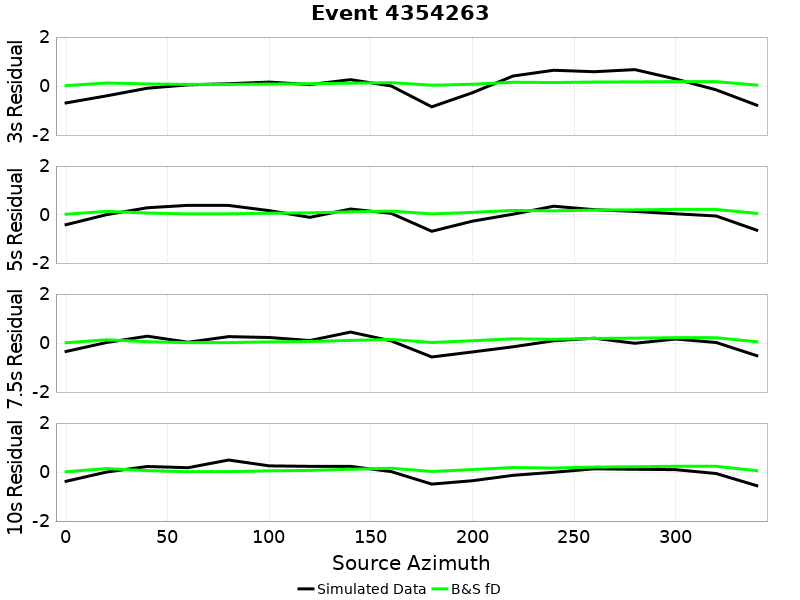 Event 4354263
3s Residual
2
0
-2
5s Residual
2
0
-2
7.5s Residual
2
0
-2
10s Residual
2
0
-2
0 50 100 150 200 250 300
Source Azimuth
Simulated Data B&S fD